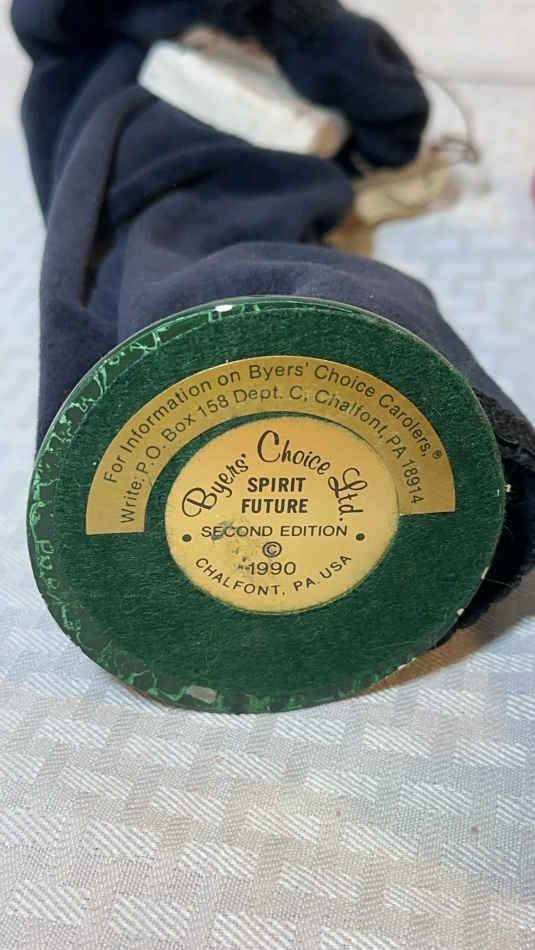 For Information on Byers' Choice Carolers,®
Write: P.O. Box 158 Dept. C, Chalfont, PA 18914
Byers' Choice Ltd.
SPIRIT
FUTURE
• SECOND EDITION •
©
1990
CHALFONT, PA. USA